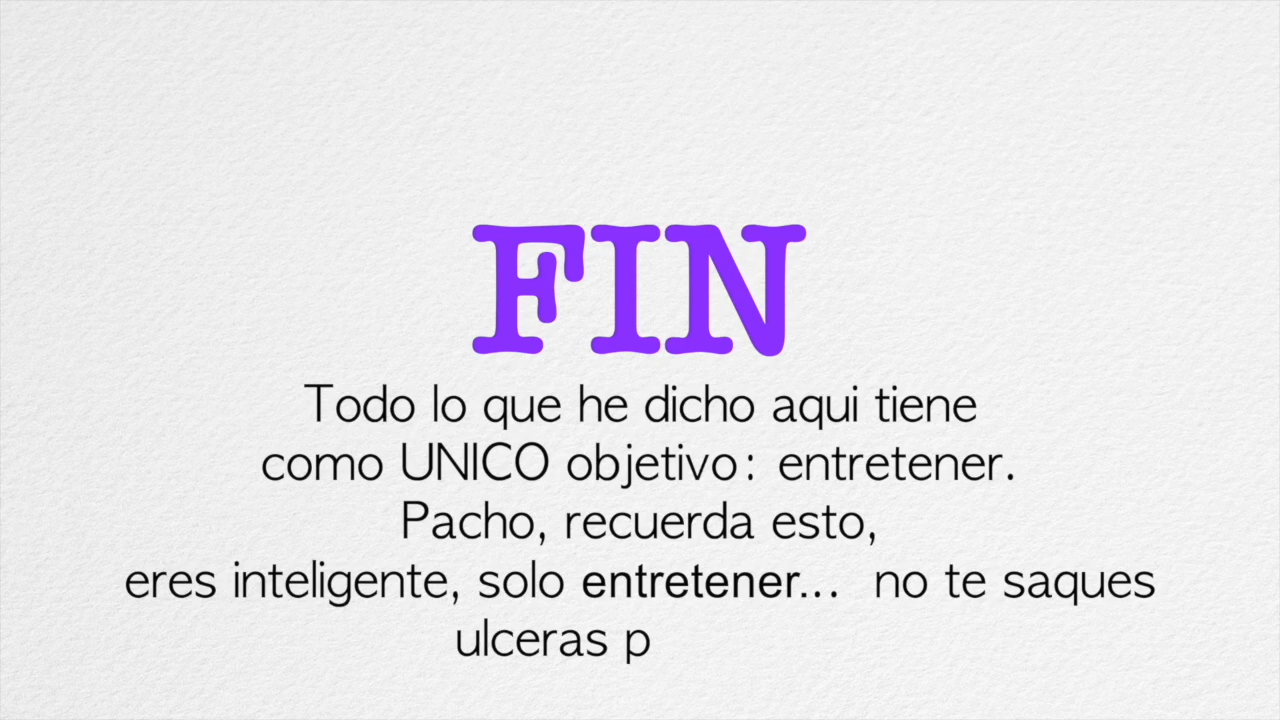 FIN
Todo lo que he dicho aqui tiene
como UNICO objetivo: entretener.
Pacho, recuerda esto,
eres inteligente, solo entretener... no te saques
ulceras p